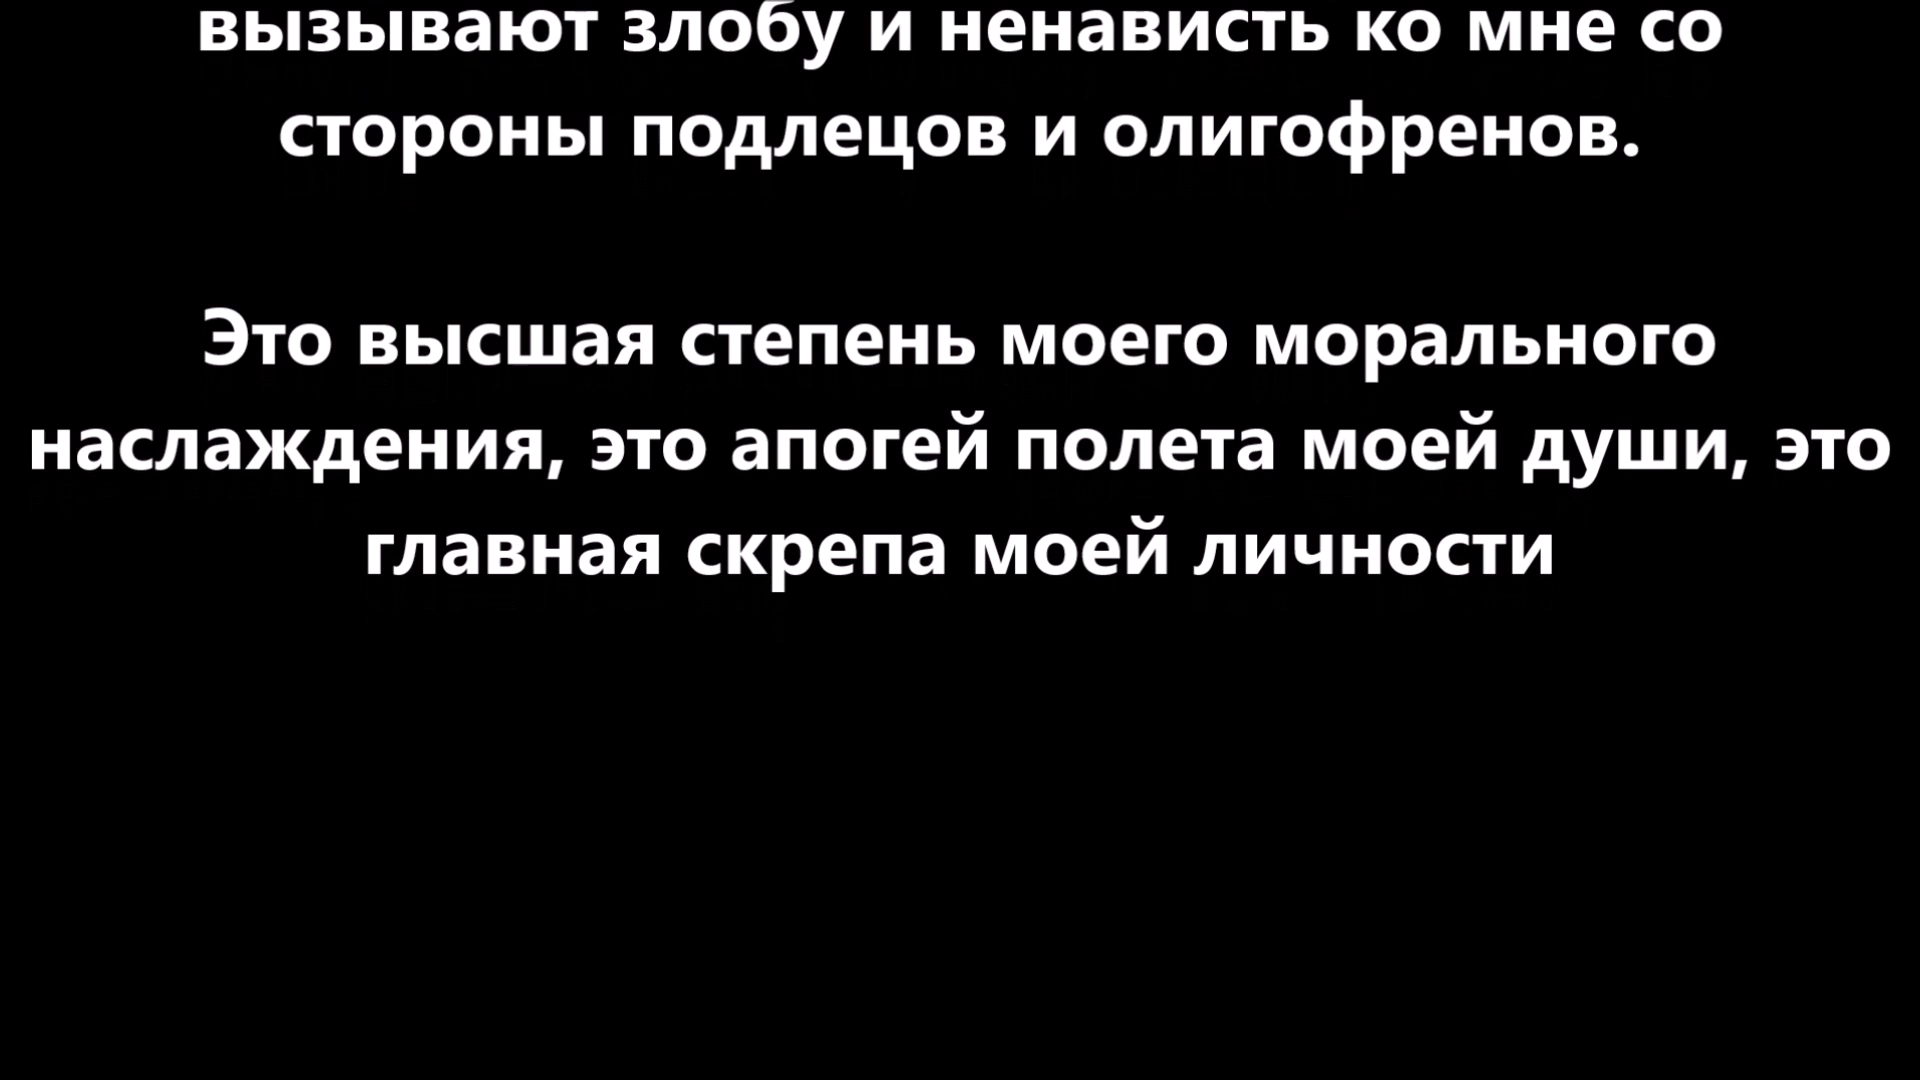 вызывают злобу и ненависть ко мне со
стороны подлецов и олигофренов.
Это высшая степень моего морального
наслаждения, это апогей полета моей души, это
главная скрепа моей личности